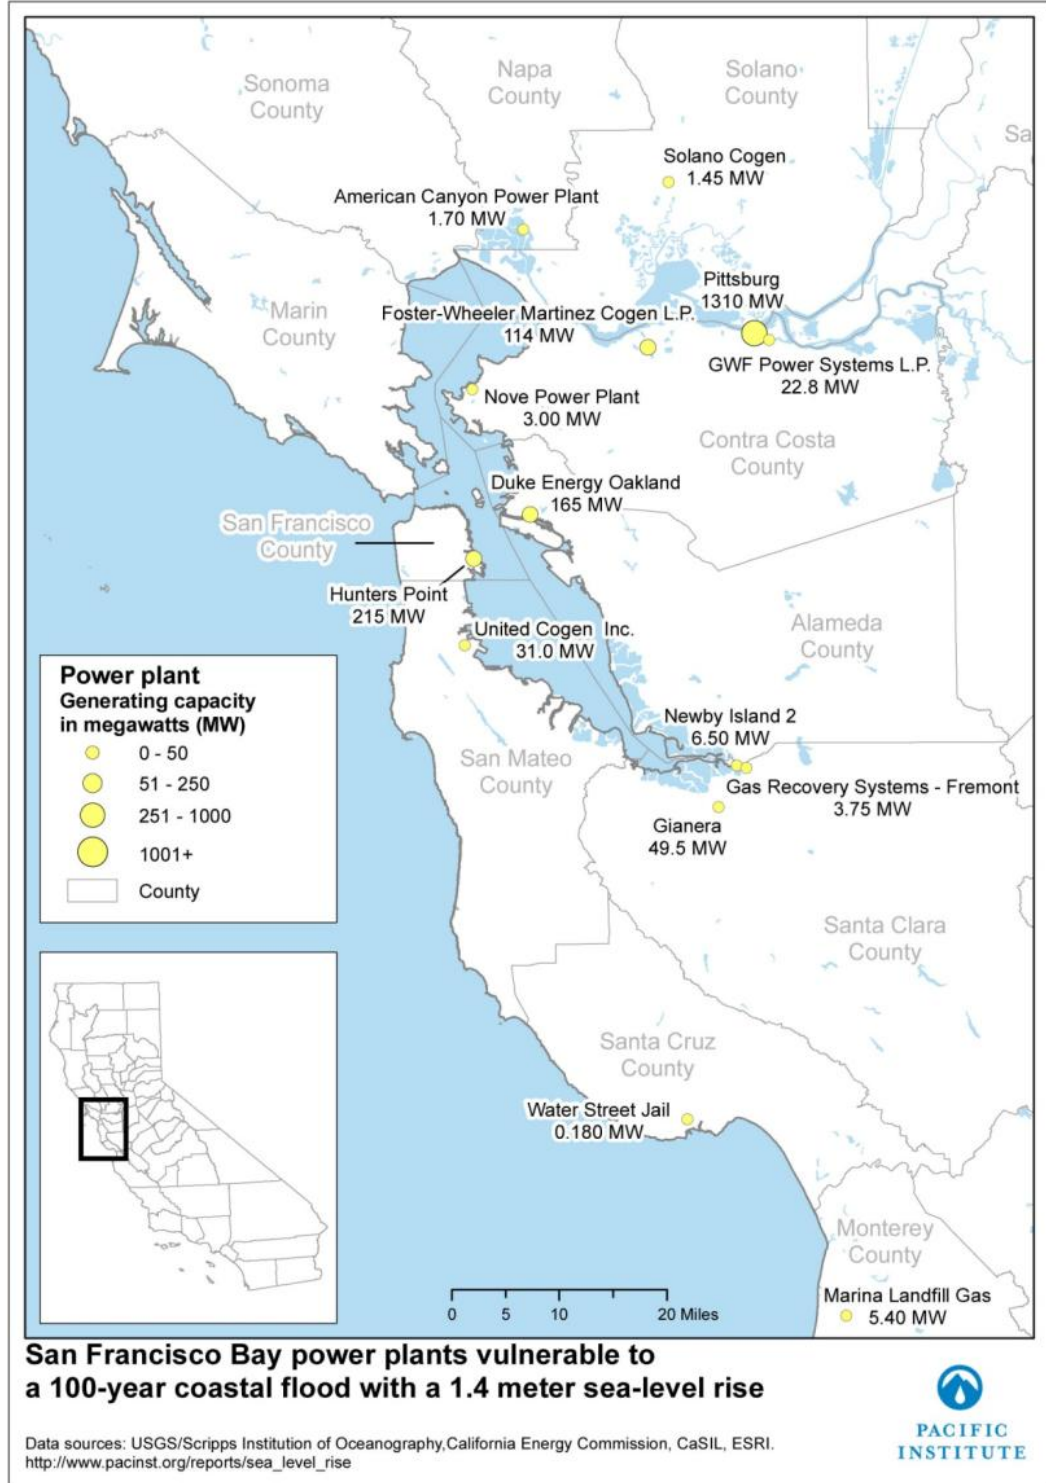 Sonoma
County
Napa
County
Solano
County
Sa
Solano Cogen
1.45 MW
American Canyon Power Plant
1.70 MW
Marin
County
Pittsburg
1310 MW
Foster-Wheeler Martinez Cogen L.P.
114 MW
GWF Power Systems L.P.
22.8 MW
Nove Power Plant
3.00 MW
Contra Costa
County
Duke Energy Oakland
165 MW
San Francisco
County
Hunters Point
215 MW
United Cogen Inc.
31.0 MW
Alameda
County
Power plant
Generating capacity
in megawatts (MW)
0 - 50
51 - 250
251 - 1000
1001+
County
San Mateo
County
Newby Island 2
6.50 MW
Gas Recovery Systems - Fremont
3.75 MW
Gianera
49.5 MW
Santa Clara
County
Santa Cruz
County
Water Street Jail
0.180 MW
Monterey
County
Marina Landfill Gas
5.40 MW
0 5 10 20 Miles
San Francisco Bay power plants vulnerable to
a 100-year coastal flood with a 1.4 meter sea-level rise
Data sources: USGS/Scripps Institution of Oceanography,California Energy Commission, CaSIL, ESRI.
http://www.pacinst.org/reports/sea_level_rise
PACIFIC
INSTITUTE